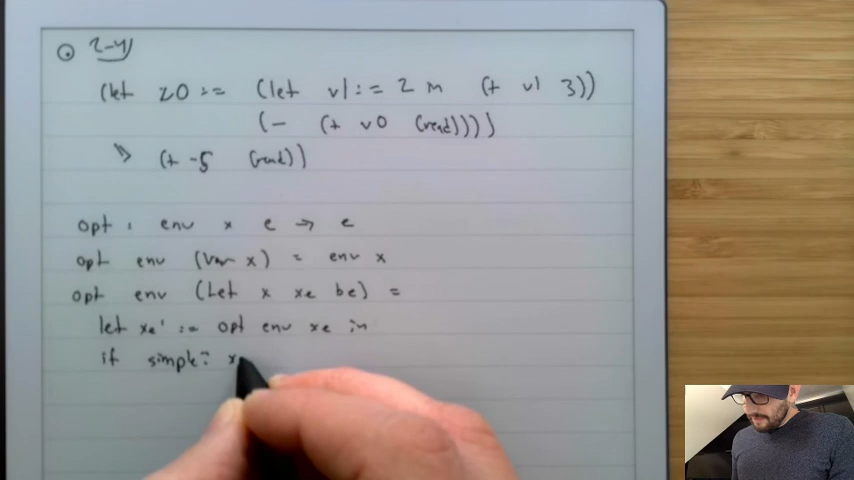 2-4
(let z0 := (let v1 := 2 in (+ v1 3))
(- (+ v0 (read))))
(+ -5 (read))
opt : env x e → e
opt env (Var x) = env x
opt env (Let x xe be) =
let xe' := opt env xe in
if simple? x